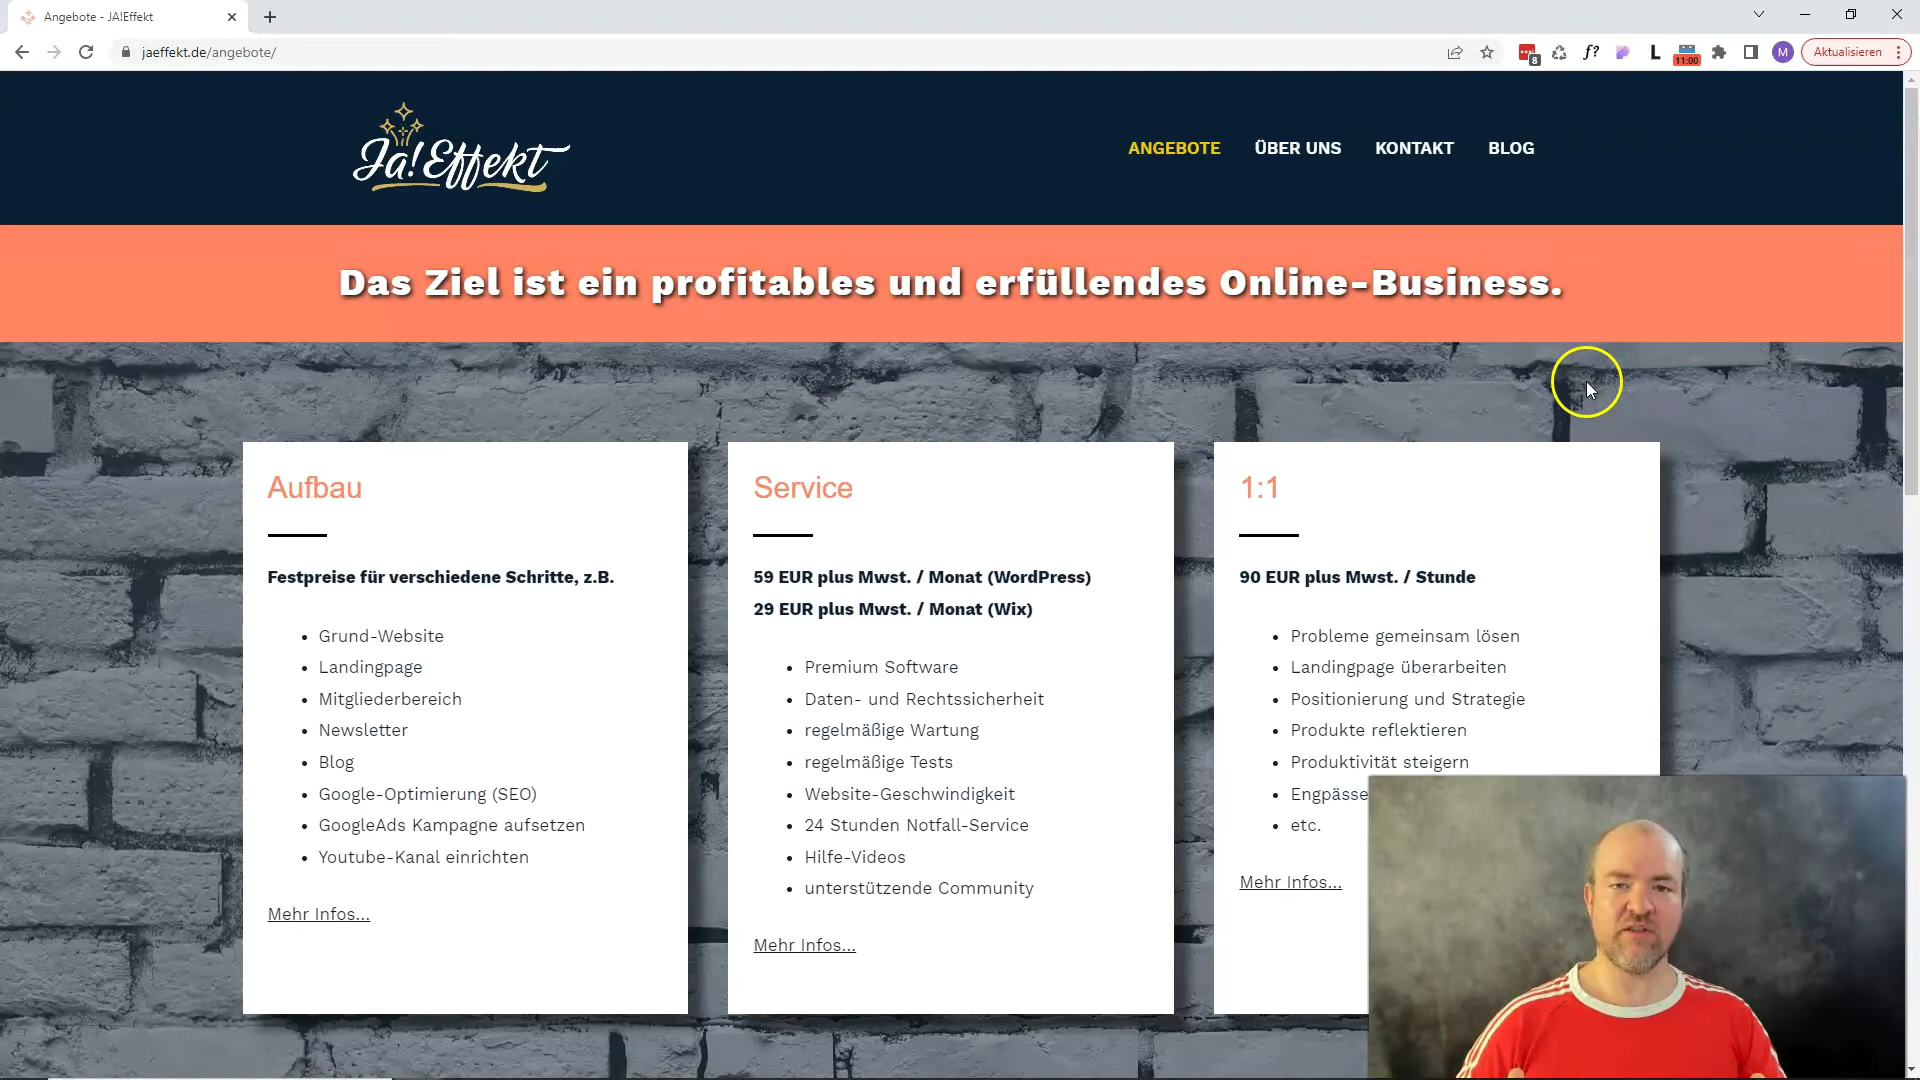 Angebote - JA!Effekt
jaeffekt.de/angebote/
8
f?
L
11:00
M
Aktualisieren
Ja!Effekt
ANGEBOTE
ÜBER UNS
KONTAKT
BLOG
Das Ziel ist ein profitables und erfüllendes Online-Business.
Aufbau
Festpreise für verschiedene Schritte, z.B.
Grund-Website
Landingpage
Mitgliederbereich
Newsletter
Blog
Google-Optimierung (SEO)
GoogleAds Kampagne aufsetzen
Youtube-Kanal einrichten
Mehr Infos...
Service
59 EUR plus Mwst. / Monat (WordPress)
29 EUR plus Mwst. / Monat (Wix)
Premium Software
Daten- und Rechtssicherheit
regelmäßige Wartung
regelmäßige Tests
Website-Geschwindigkeit
24 Stunden Notfall-Service
Hilfe-Videos
unterstützende Community
Mehr Infos...
1:1
90 EUR plus Mwst. / Stunde
Probleme gemeinsam lösen
Landingpage überarbeiten
Positionierung und Strategie
Produkte reflektieren
Produktivität steigern
Engpässe
etc.
Mehr Infos...